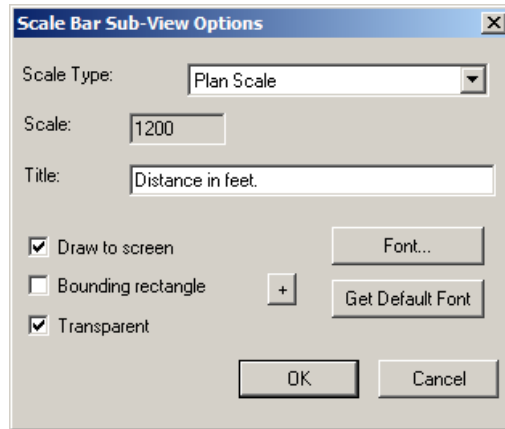 Scale Bar Sub-View Options
Scale Type: Plan Scale
Scale: 1200
Title: Distance in feet.
Draw to screen Font...
Bounding rectangle + Get Default Font
Transparent
OK Cancel